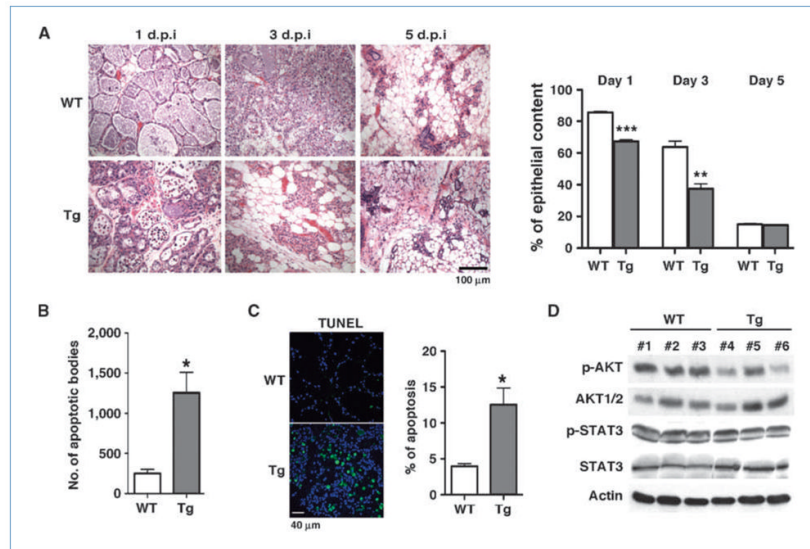 A
1 d.p.i 3 d.p.i 5 d.p.i
WT
Tg
100 μm
% of epithelial content
100
80
60
40
20
0
Day 1 Day 3 Day 5
***
**
WT Tg WT Tg WT Tg
B
No. of apoptotic bodies
2,000
1,500
1,000
500
0
*
WT Tg
C
TUNEL
WT
Tg
40 μm
% of apoptosis
20
15
10
5
0
*
WT Tg
D
WT Tg
#1 #2 #3 #4 #5 #6
p-AKT
AKT1/2
p-STAT3
STAT3
Actin